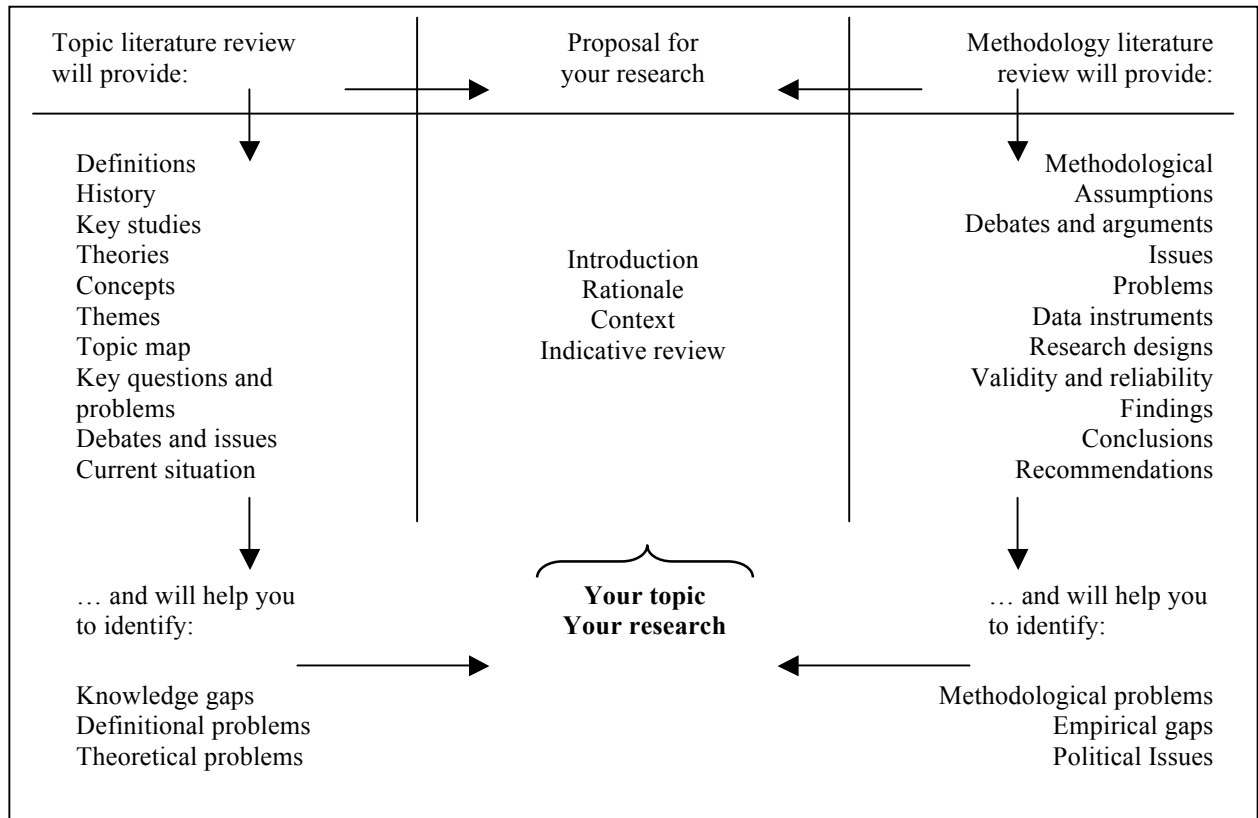 Topic literature review
will provide:
Proposal for
your research
Methodology literature
review will provide:
Definitions
History
Key studies
Theories
Concepts
Themes
Topic map
Key questions and
problems
Debates and issues
Current situation
Introduction
Rationale
Context
Indicative review
Methodological
Assumptions
Debates and arguments
Issues
Problems
Data instruments
Research designs
Validity and reliability
Findings
Conclusions
Recommendations
… and will help you
to identify:
Your topic
Your research
… and will help you
to identify:
Knowledge gaps
Definitional problems
Theoretical problems
Methodological problems
Empirical gaps
Political Issues